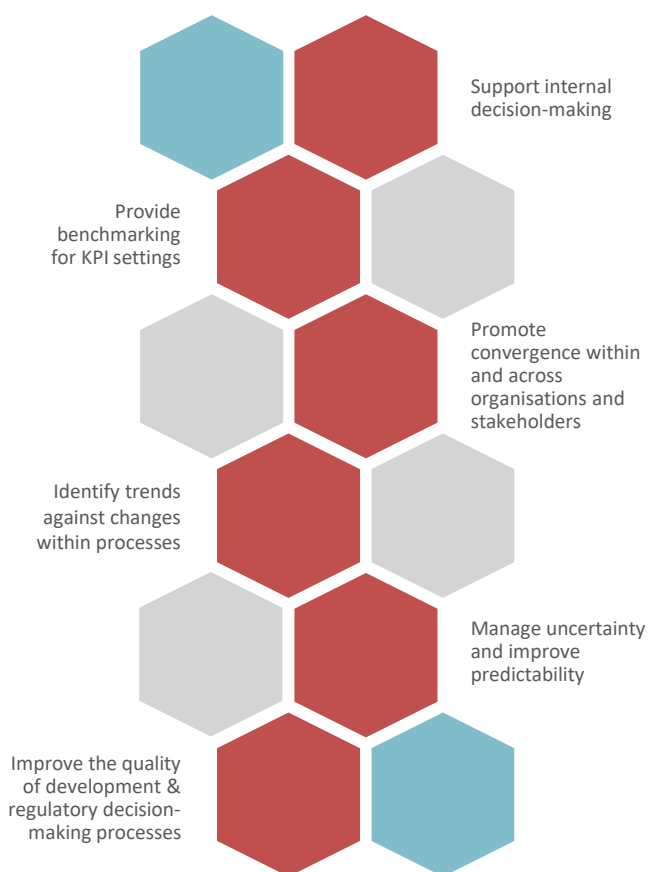 Support internal
decision-making
Provide
benchmarking
for KPI settings
Promote
convergence within
and across
organisations and
stakeholders
Identify trends
against changes
within processes
Manage uncertainty
and improve
predictability
Improve the quality
of development &
regulatory decision-
making processes